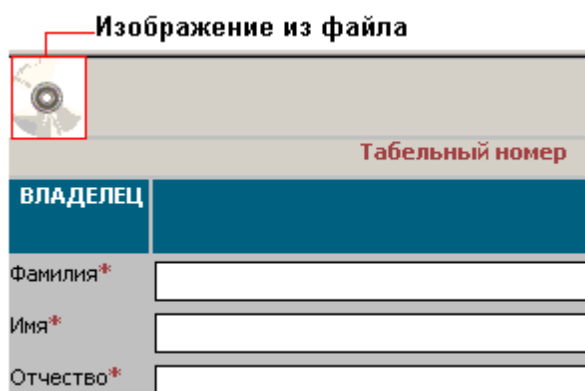 Изображение из файла
Табельный номер
ВЛАДЕЛЕЦ
Фамилия*
Имя*
Отчество*